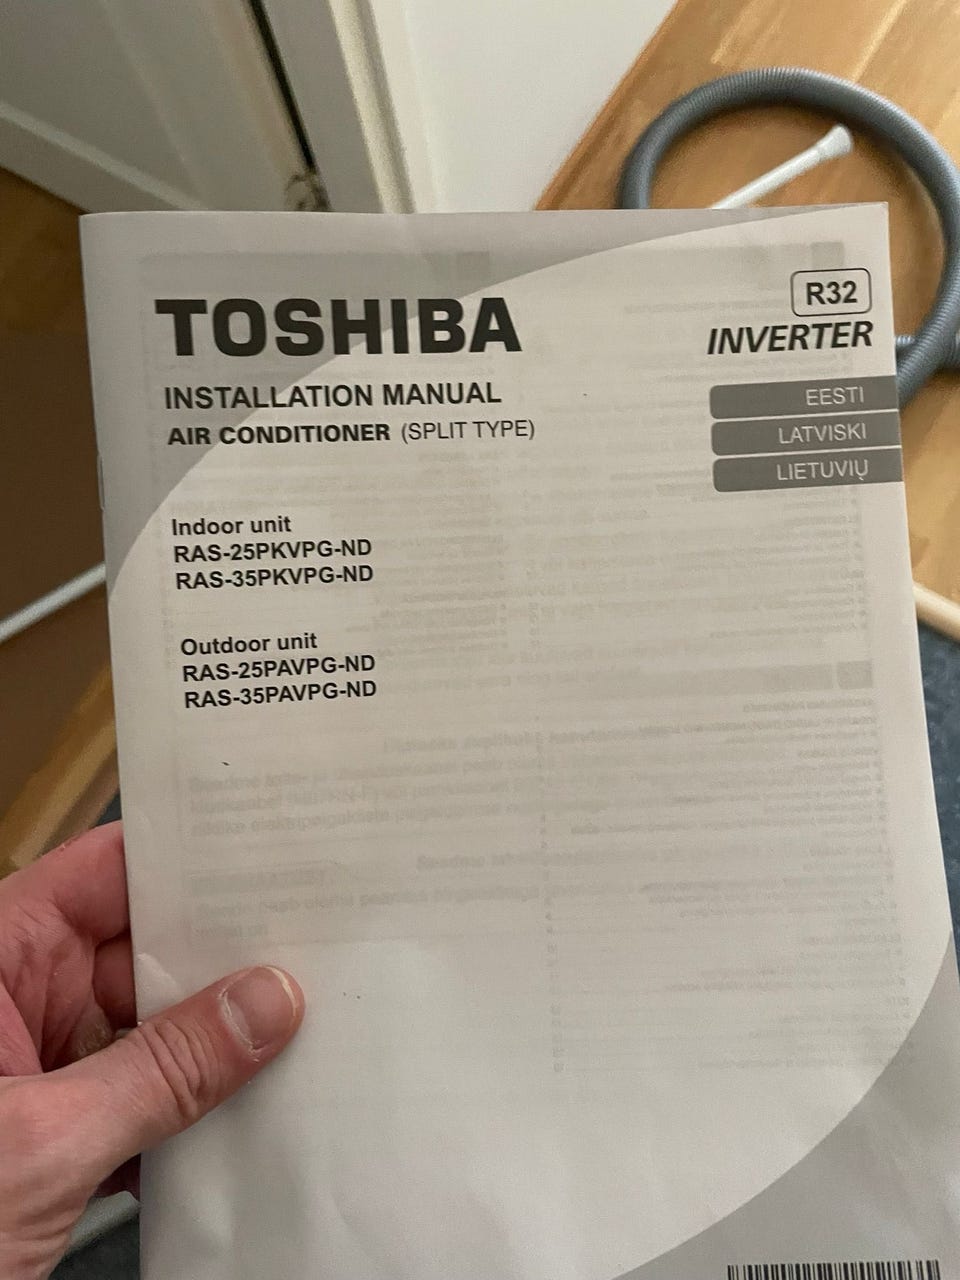 TOSHIBA
R32
INVERTER
INSTALLATION MANUAL
AIR CONDITIONER (SPLIT TYPE)
EESTI
LATVISKI
LIETUVIŲ
Indoor unit
RAS-25PKVPG-ND
RAS-35PKVPG-ND
Outdoor unit
RAS-25PAVPG-ND
RAS-35PAVPG-ND